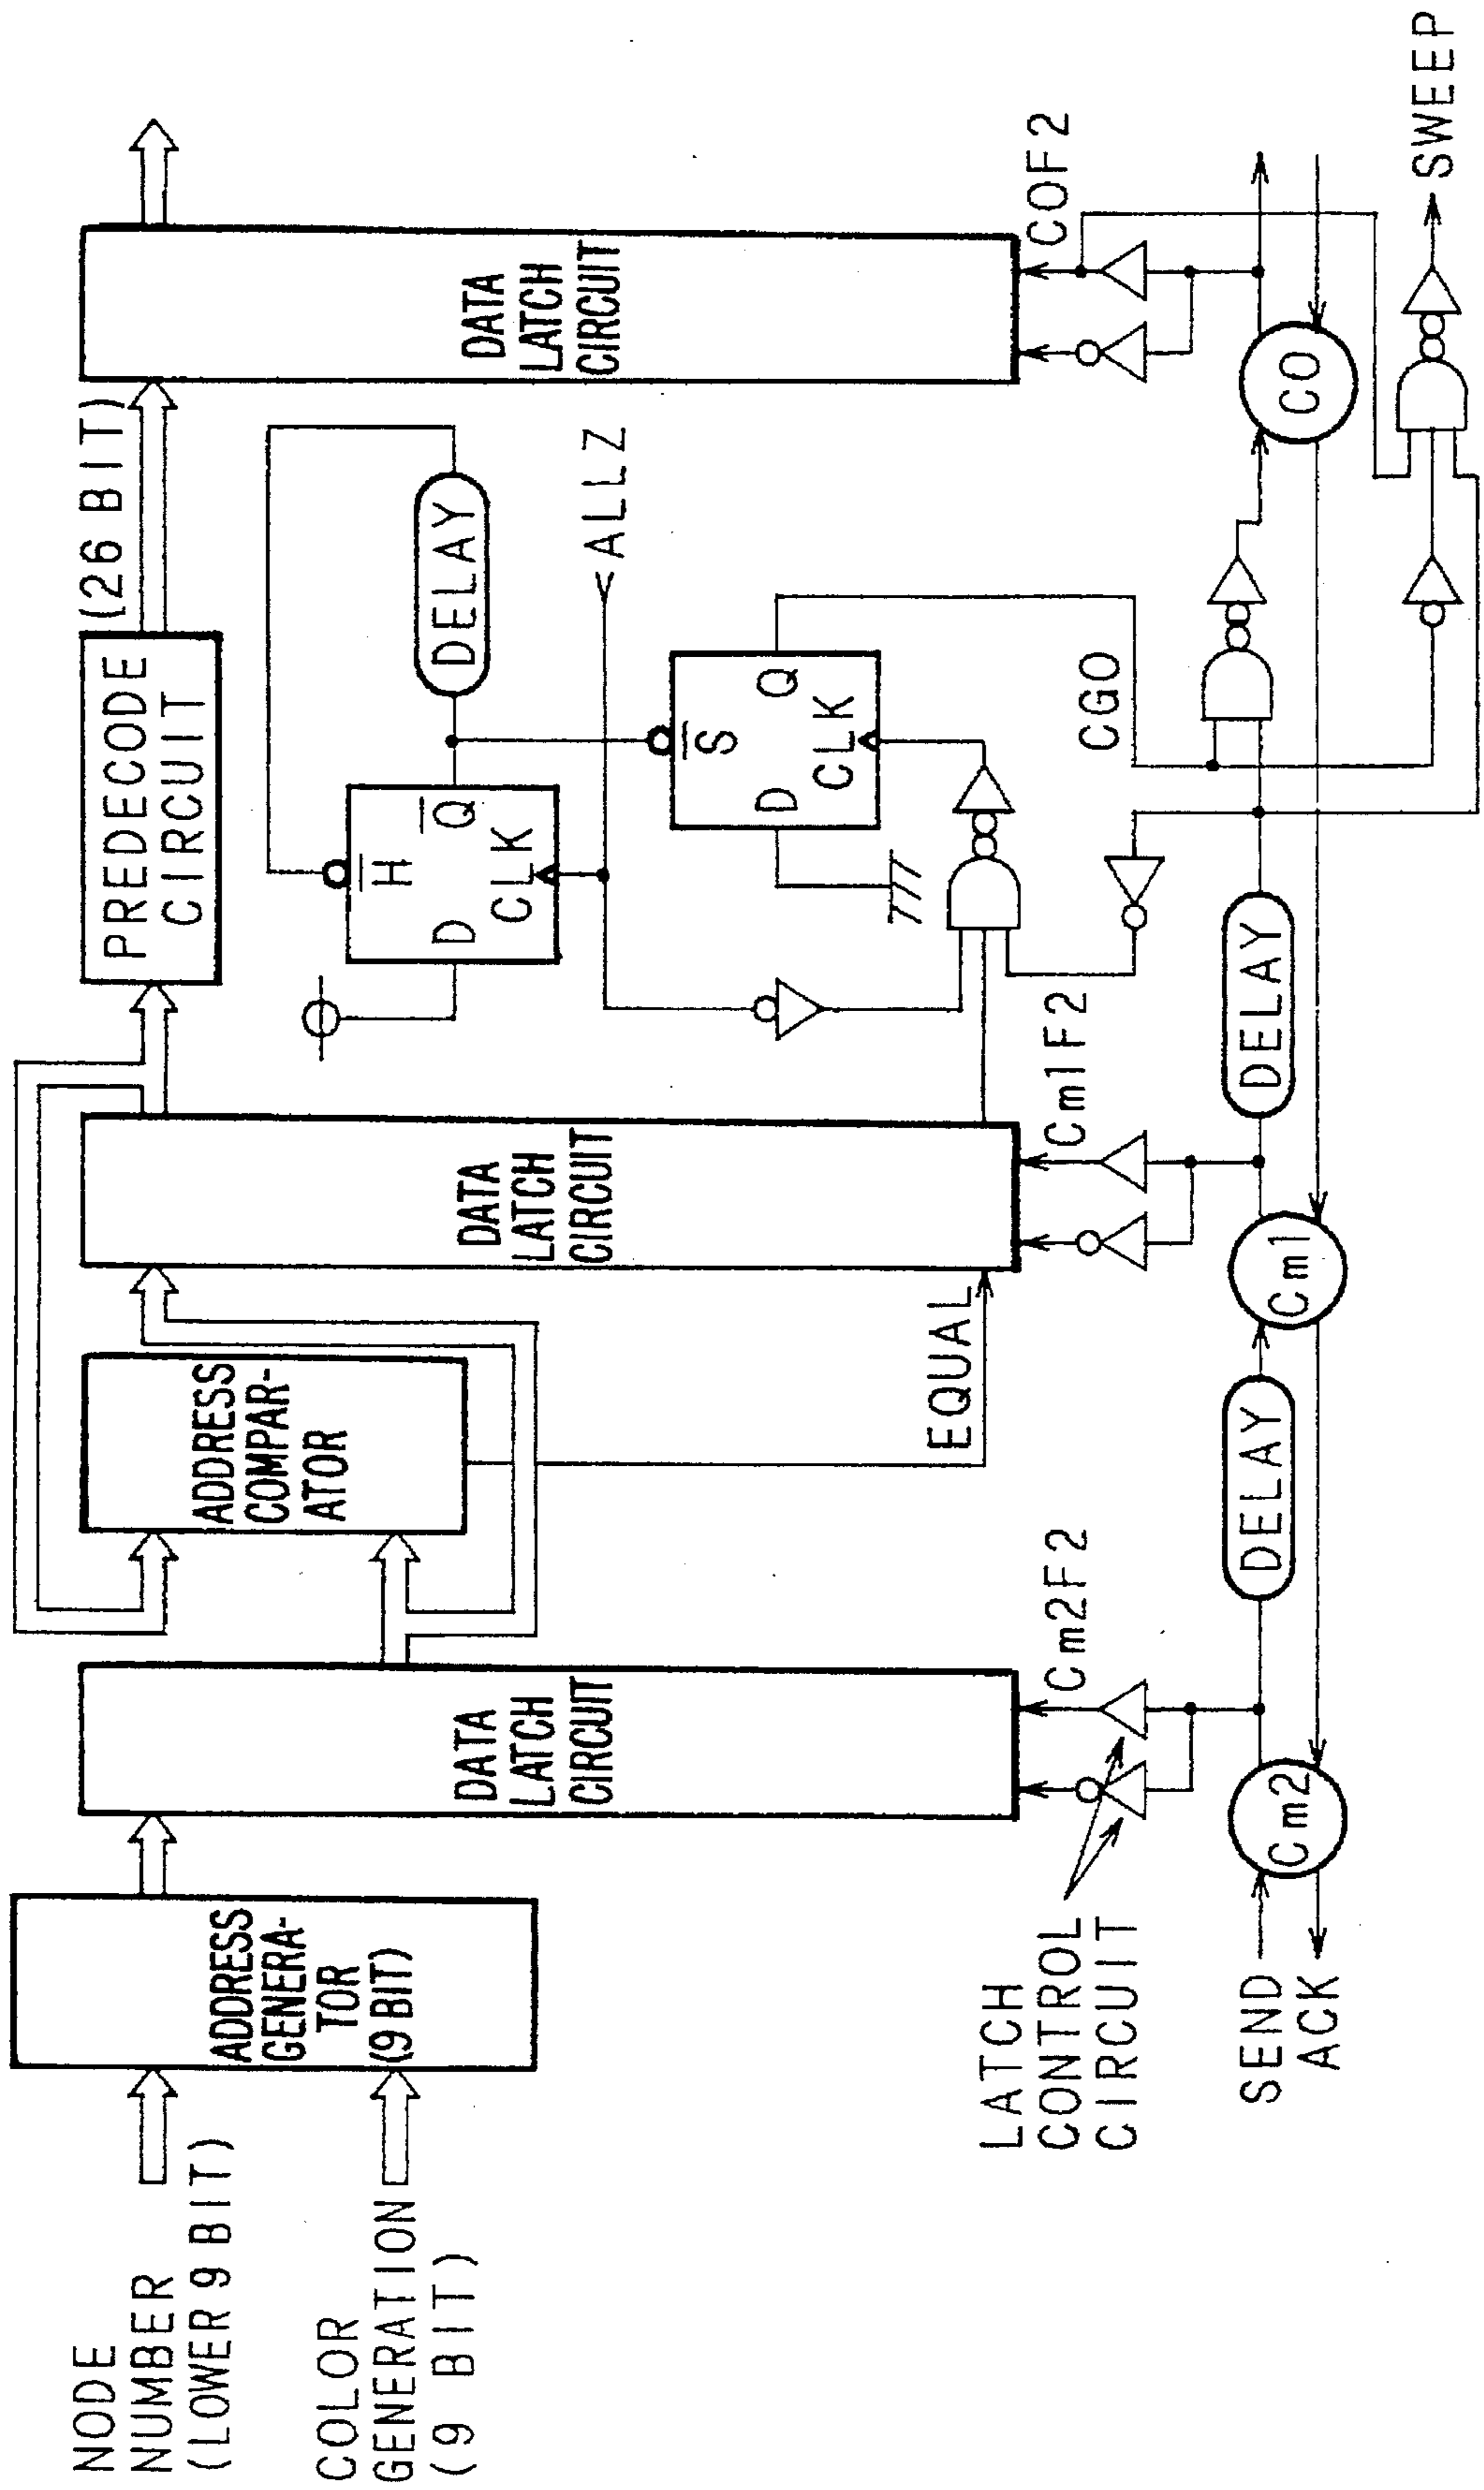 NODE
NUMBER
(LOWER 9 BIT)
COLOR
GENERATION
(9 BIT)
ADDRESS
GENERA-
TOR
(9 BIT)
DATA
LATCH
CIRCUIT
ADDRESS
COMPAR-
ATOR
EQUAL
DATA
LATCH
CIRCUIT
PREDECODE
CIRCUIT
(26 BIT)
DATA
LATCH
CIRCUIT
H
D
Q
CLK
DELAY
ALLZ
S
D
Q
CLK
CGO
LATCH
CONTROL
CIRCUIT
Cm2F2
Cm1F2
COF2
SEND
ACK
Cm2
DELAY
Cm1
DELAY
CO
SWEEP